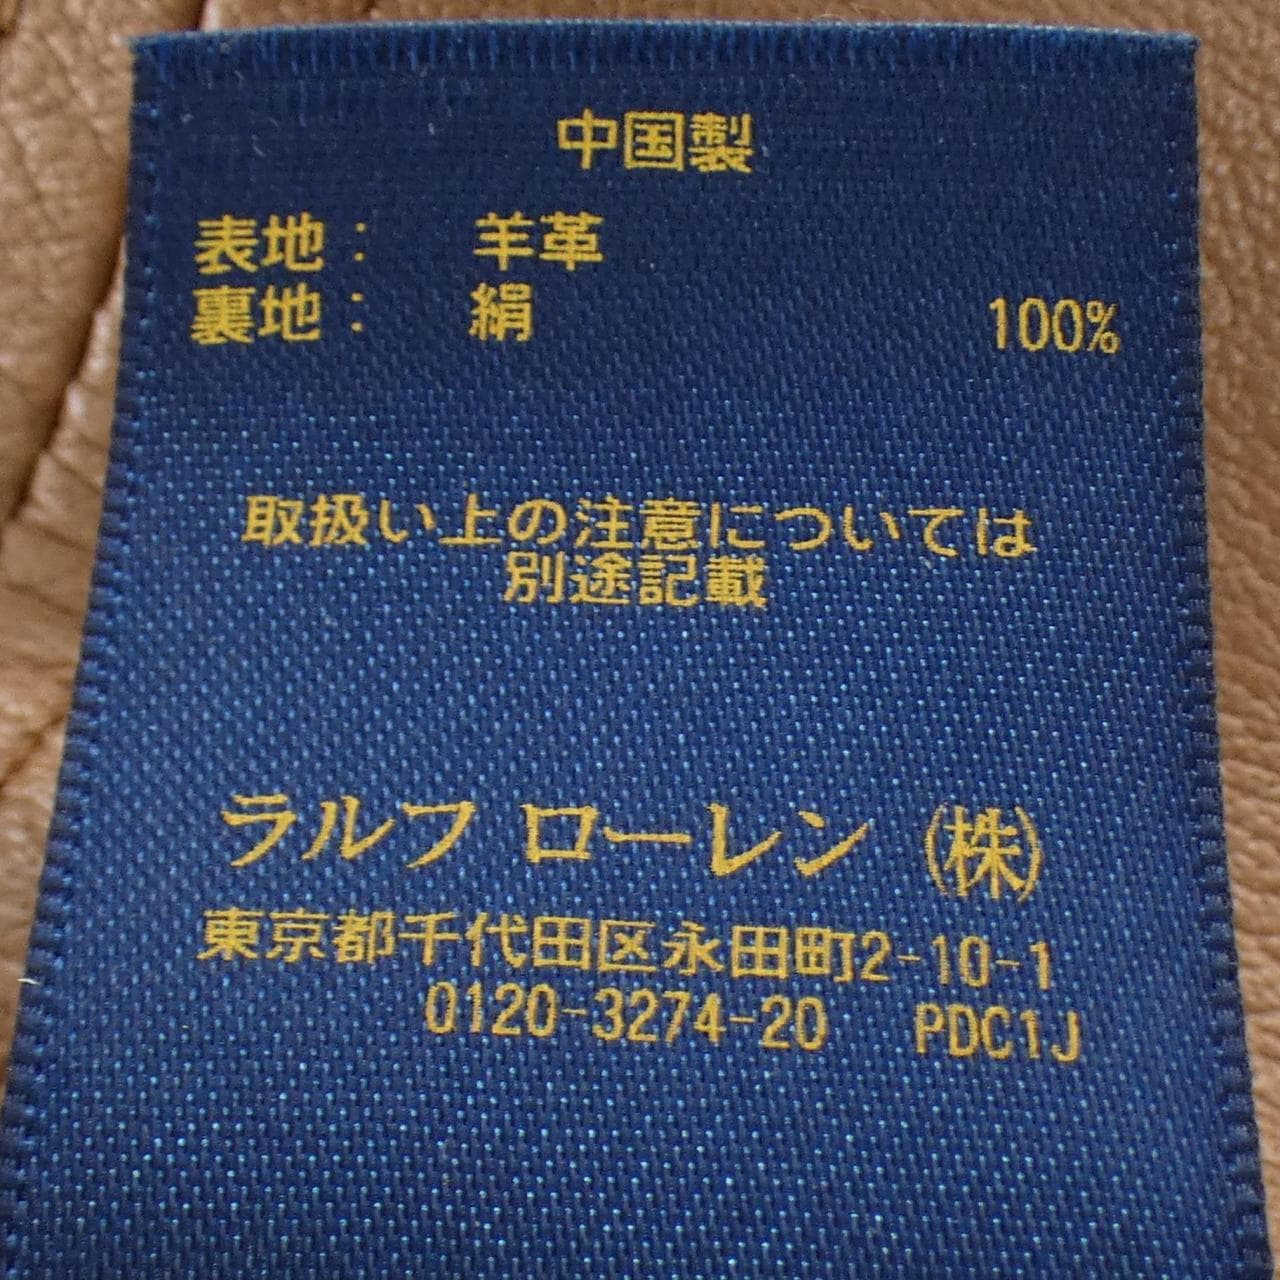 中国製
表地： 羊革
裏地： 絹 100%
取扱い上の注意については
別途記載
ラルフ ローレン ㈱
東京都千代田区永田町2-10-1
0120-3274-20 PDC1J